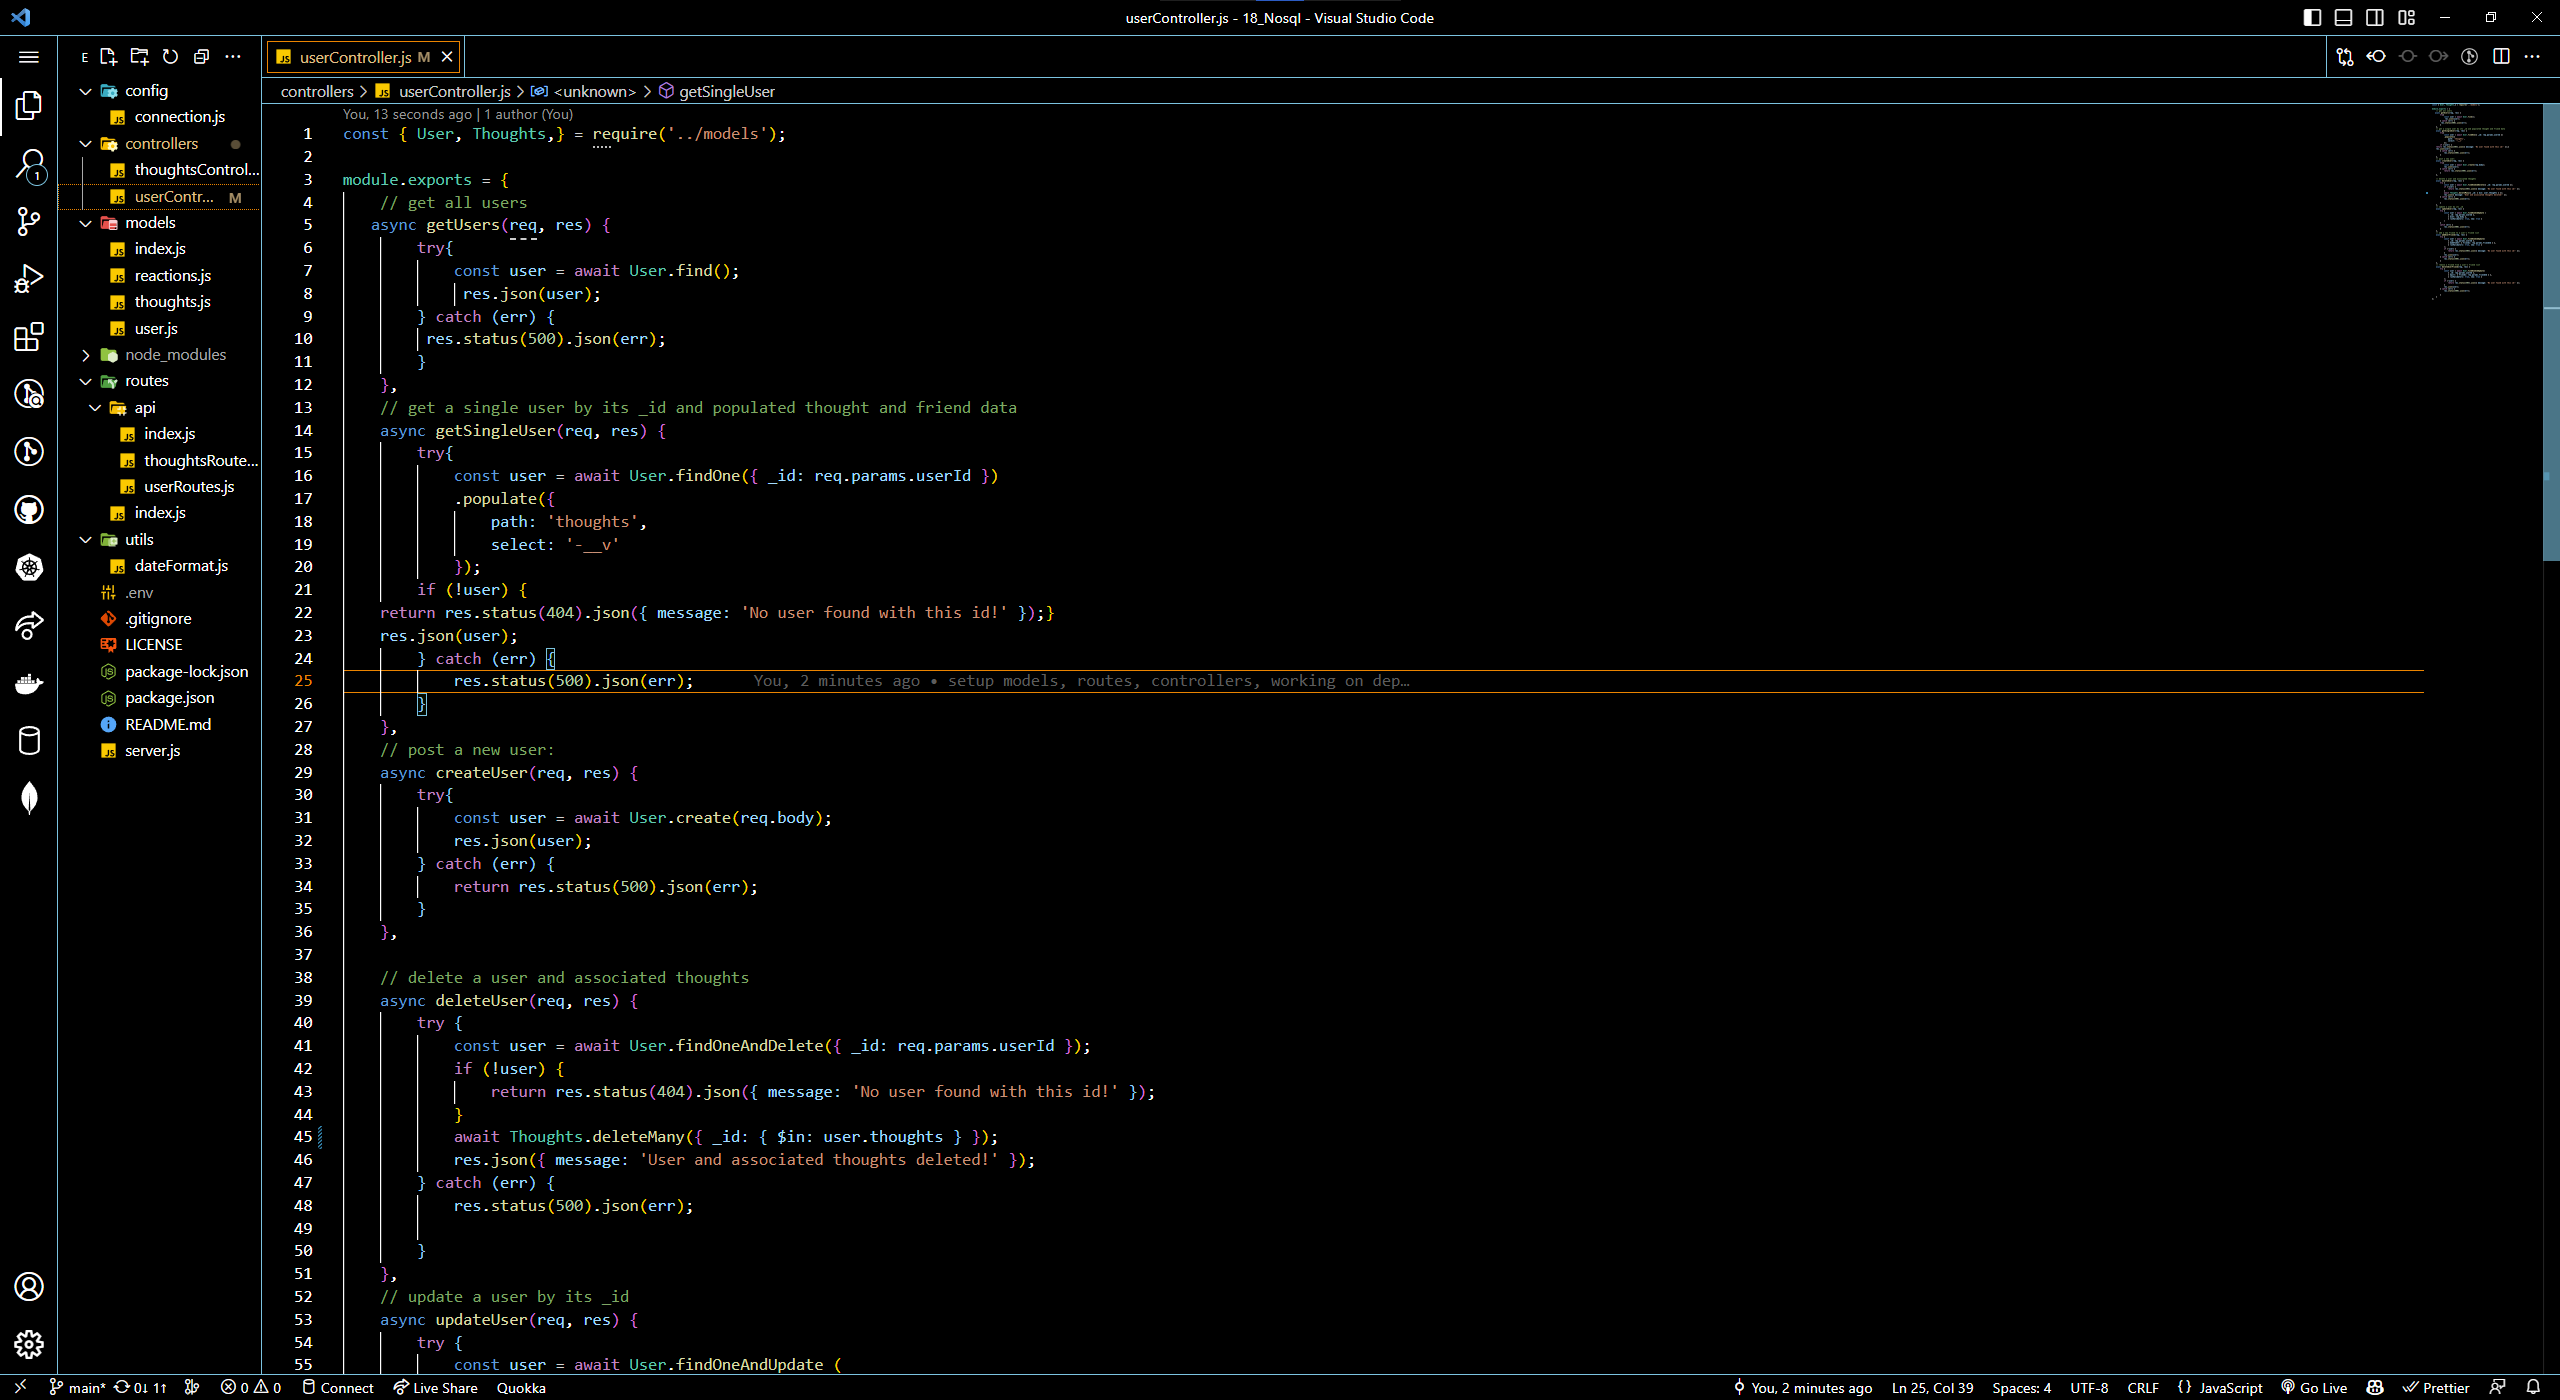 userController.js - 18_Nosql - Visual Studio Code
E
userController.js M
controllers > userController.js > <unknown> > getSingleUser
config
connection.js
controllers
thoughtsControl...
userContr... M
models
index.js
reactions.js
thoughts.js
user.js
node_modules
routes
api
index.js
thoughtsRoute...
userRoutes.js
index.js
utils
dateFormat.js
.env
.gitignore
LICENSE
package-lock.json
package.json
README.md
server.js
1
You, 13 seconds ago | 1 author (You)
1 const { User, Thoughts,} = require('../models');
2
3 module.exports = {
4 // get all users
5 async getUsers(req, res) {
6 try{
7 const user = await User.find();
8 res.json(user);
9 } catch (err) {
10 res.status(500).json(err);
11 }
12 },
13 // get a single user by its _id and populated thought and friend data
14 async getSingleUser(req, res) {
15 try{
16 const user = await User.findOne({ _id: req.params.userId })
17 .populate({
18 path: 'thoughts',
19 select: '-__v'
20 });
21 if (!user) {
22 return res.status(404).json({ message: 'No user found with this id!' });}
23 res.json(user);
24 } catch (err) {
25 res.status(500).json(err); You, 2 minutes ago • setup models, routes, controllers, working on dep…
26 }
27 },
28 // post a new user:
29 async createUser(req, res) {
30 try{
31 const user = await User.create(req.body);
32 res.json(user);
33 } catch (err) {
34 return res.status(500).json(err);
35 }
36 },
37
38 // delete a user and associated thoughts
39 async deleteUser(req, res) {
40 try {
41 const user = await User.findOneAndDelete({ _id: req.params.userId });
42 if (!user) {
43 return res.status(404).json({ message: 'No user found with this id!' });
44 }
45 await Thoughts.deleteMany({ _id: { $in: user.thoughts } });
46 res.json({ message: 'User and associated thoughts deleted!' });
47 } catch (err) {
48 res.status(500).json(err);
49
50 }
51 },
52 // update a user by its _id
53 async updateUser(req, res) {
54 try {
55 const user = await User.findOneAndUpdate (
main* 0↓ 1↑ 0 0 Connect Live Share Quokka You, 2 minutes ago Ln 25, Col 39 Spaces: 4 UTF-8 CRLF {} JavaScript Go Live Prettier